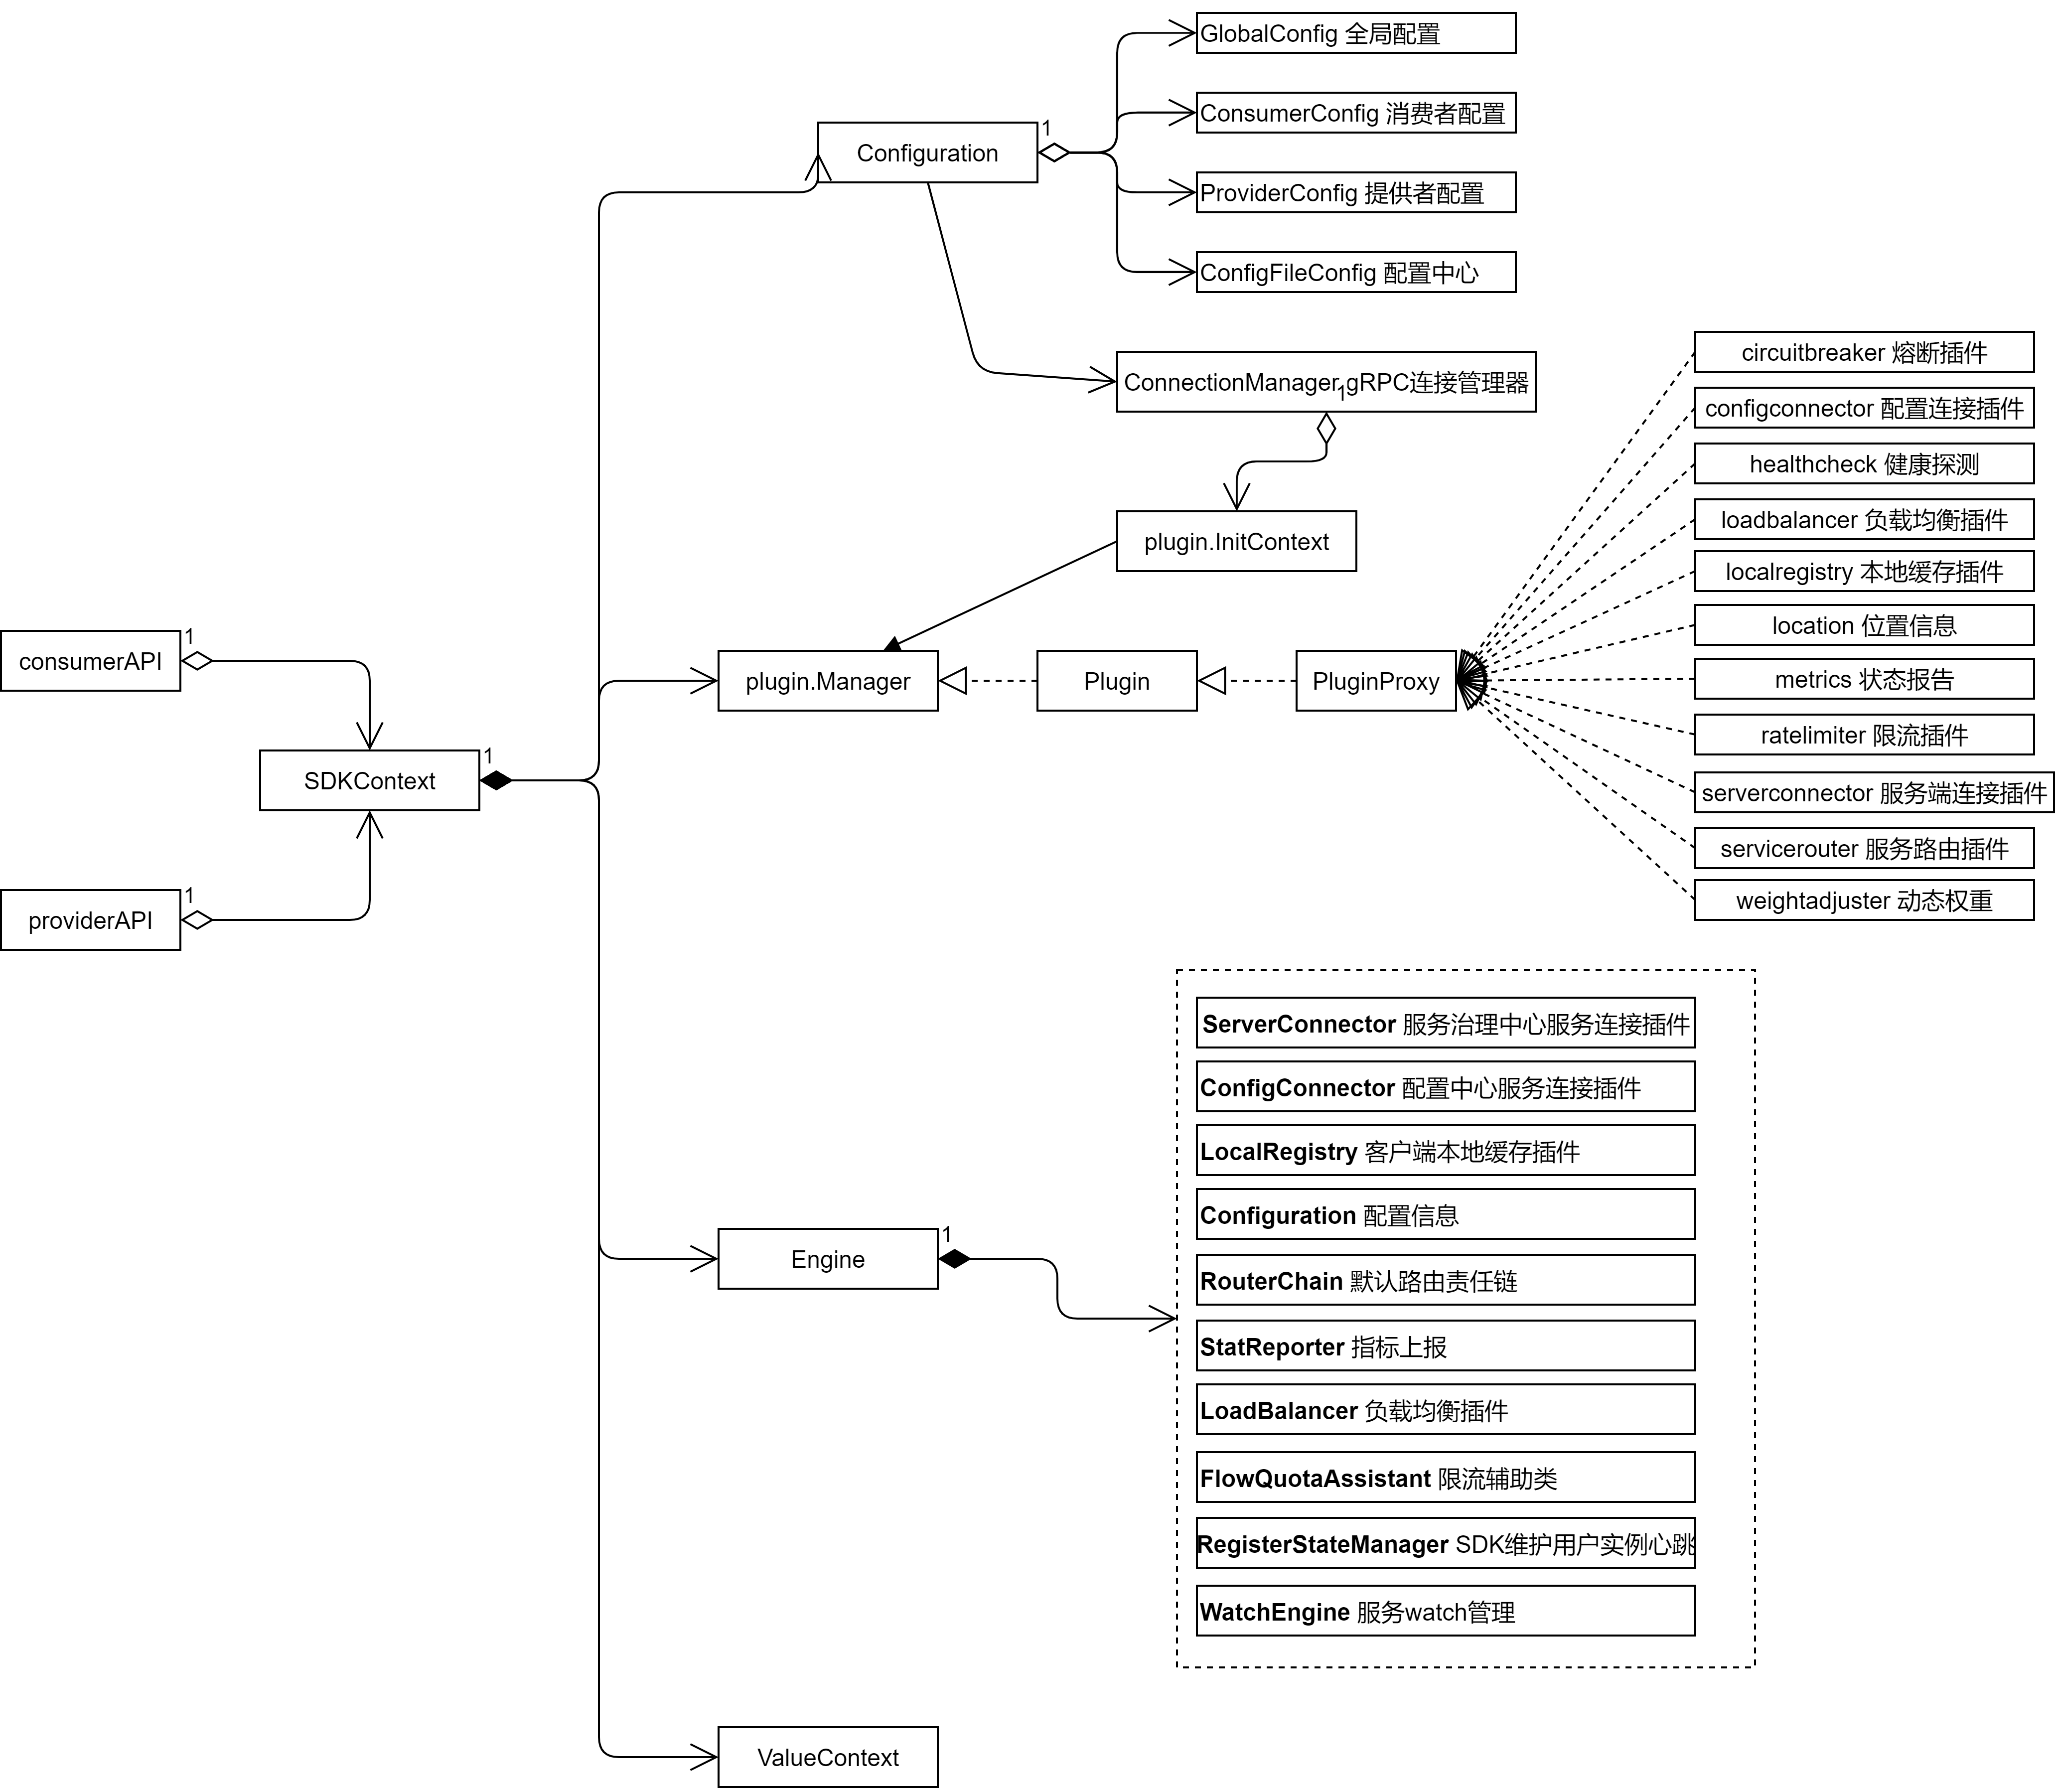 GlobalConfig 全局配置
ConsumerConfig 消费者配置
1
Configuration
ProviderConfig 提供者配置
ConfigFileConfig 配置中心
ConnectionManager gRPC连接管理器
1
circuitbreaker 熔断插件
configconnector 配置连接插件
healthcheck 健康探测
loadbalancer 负载均衡插件
plugin.InitContext
localregistry 本地缓存插件
location 位置信息
1
consumerAPI
plugin.Manager
Plugin
PluginProxy
metrics 状态报告
ratelimiter 限流插件
1
SDKContext
serverconnector 服务端连接插件
servicerouter 服务路由插件
weightadjuster 动态权重
1
providerAPI
ServerConnector 服务治理中心服务连接插件
ConfigConnector 配置中心服务连接插件
LocalRegistry 客户端本地缓存插件
Configuration 配置信息
1
Engine
RouterChain 默认路由责任链
StatReporter 指标上报
LoadBalancer 负载均衡插件
FlowQuotaAssistant 限流辅助类
RegisterStateManager SDK维护用户实例心跳
WatchEngine 服务watch管理
ValueContext